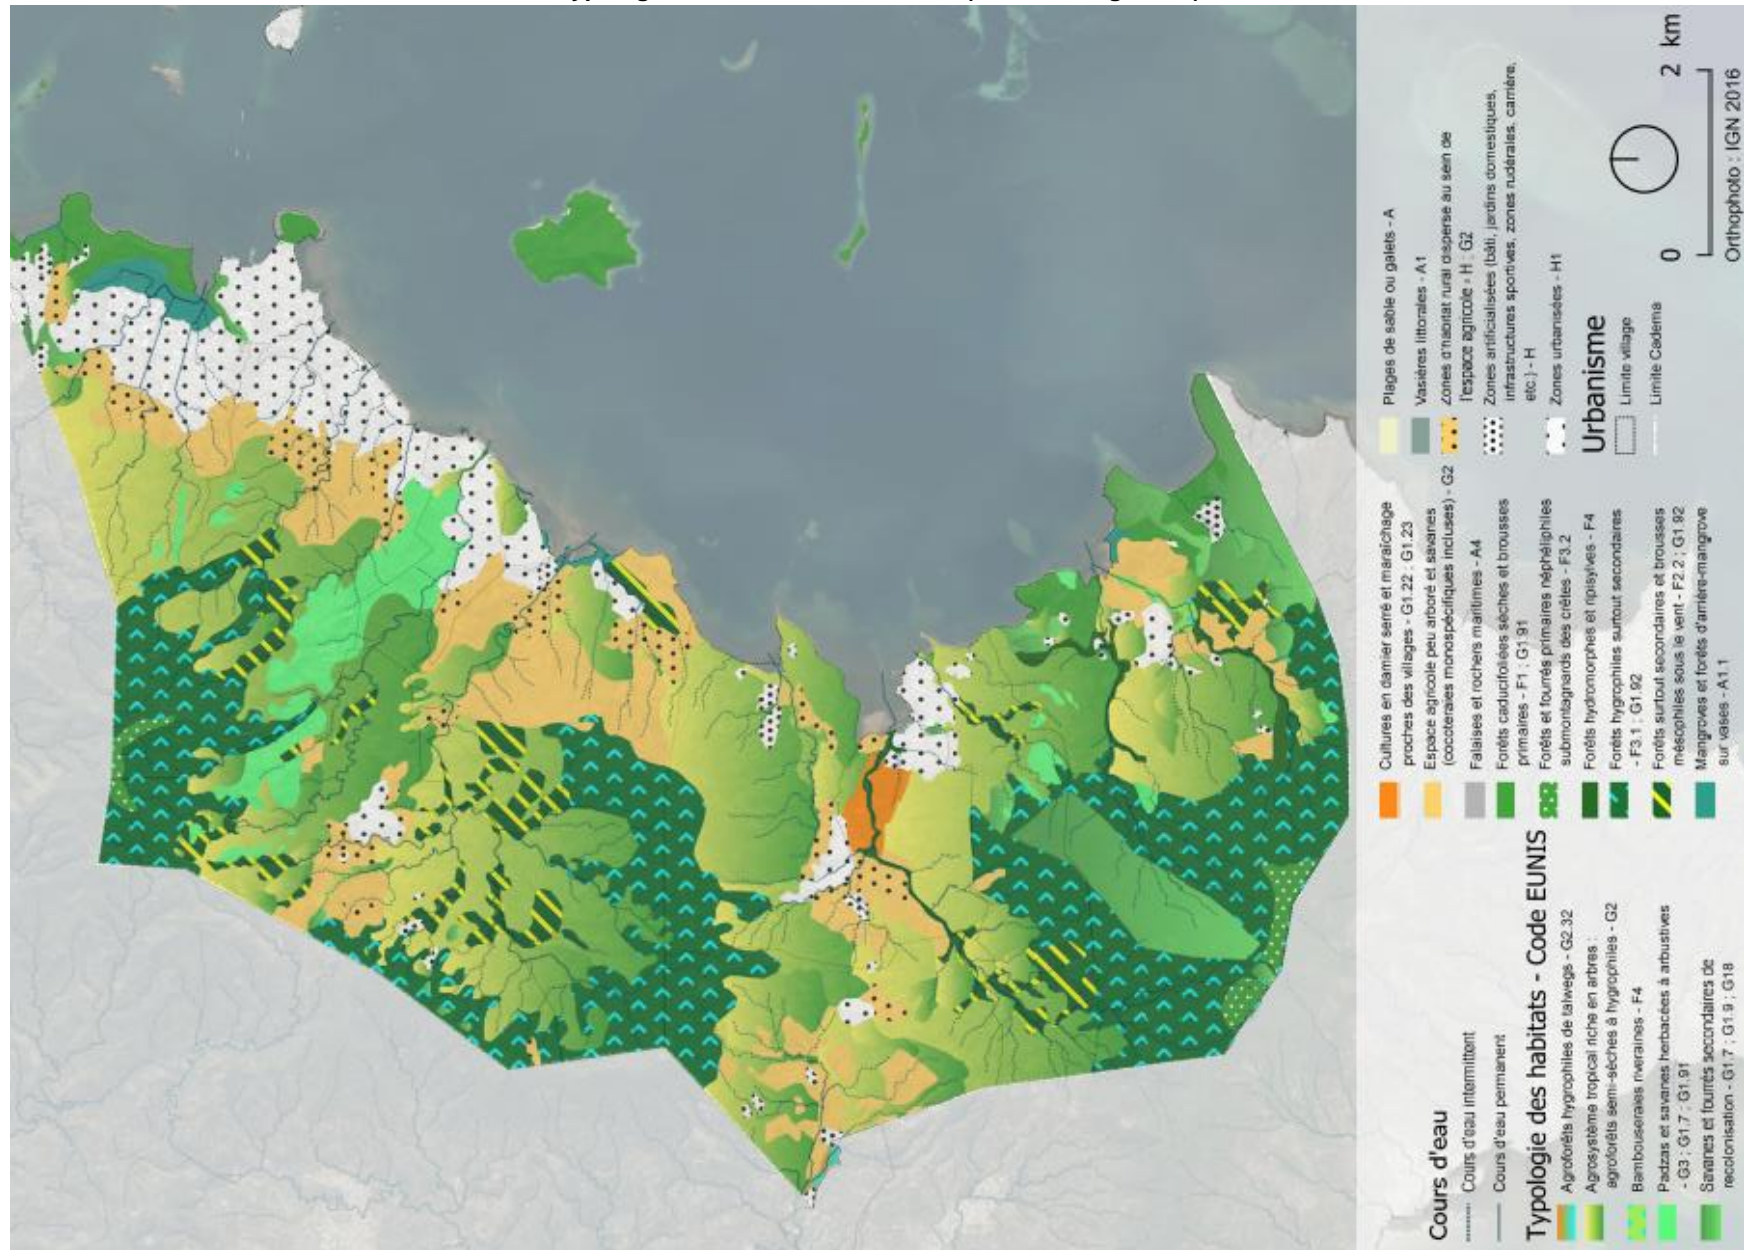 Cours d'eau
Cours d'eau intermittent
Cours d'eau permanent
Typologie des habitats - Code EUNIS
Agroforêts hygrophiles de talwegs - G2.32
Agrosystème tropical riche en arbres :
agroforêts semi-sèches à hygrophiles - G2
Bambouseraies riveraines - F4
Padzas et savanes herbacées à arbustives
- G3 ; G1.7 ; G1.91
Savanes et fourrés secondaires de
recolonisation - G1.7 ; G1.9 ; G18
Cultures en damier serré et maraichage
proches des villages - G1.22 ; G1.23
Espace agricole peu arboré et savanes
(cocoteraies monospécifiques incluses) - G2
Falaises et rochers maritimes - A4
Forêts caducifoliées sèches et brousses
primaires - F1 ; G1.91
Forêts et fourrés primaires néphéliphiles
submontagnards des crêtes - F3.2
Forêts hydromorphes et ripisylves - F4
Forêts hygrophiles surtout secondaires
- F3.1 ; G1.92
Forêts surtout secondaires et brousses
mésophiles sous le vent - F2.2 ; G1.92
Mangroves et forêts d'arrière-mangrove
sur vases - A1.1
Plages de sable ou galets - A
Vasières littorales - A1
Zones d'habitat rural disperse au sein de
l'espace agricole - H ; G2
Zones artificialisées (bâti, jardins domestiques,
infrastructures sportives, zones rudérales, carrière,
etc.) - H
Zones urbanisées - H1
Urbanisme
Limite village
Limite Cadema
0 2 km
Orthophoto : IGN 2016